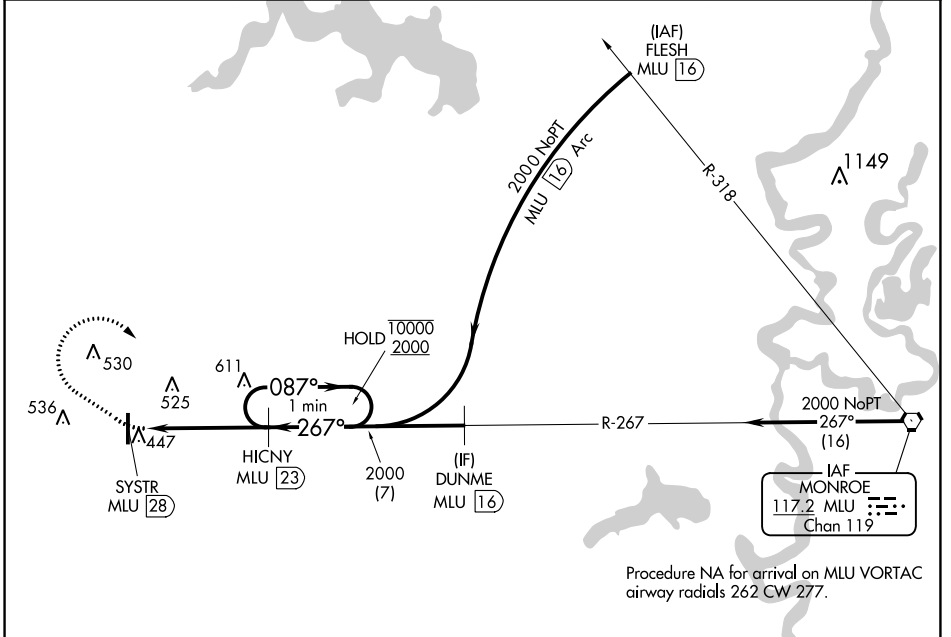 (IAF)
FLESH
MLU 16
1149
2000 NoPT
MLU 16 Arc
R-318
HOLD 10000
2000
530
611
087°
1 min
267°
525
536
447
HICNY
MLU 23
SYSTR
MLU 28
2000
(7)
(IF)
DUNME
MLU 16
R-267
2000 NoPT
267°
(16)
IAF
MONROE
117.2 MLU
Chan 119
Procedure NA for arrival on MLU VORTAC
airway radials 262 CW 277.